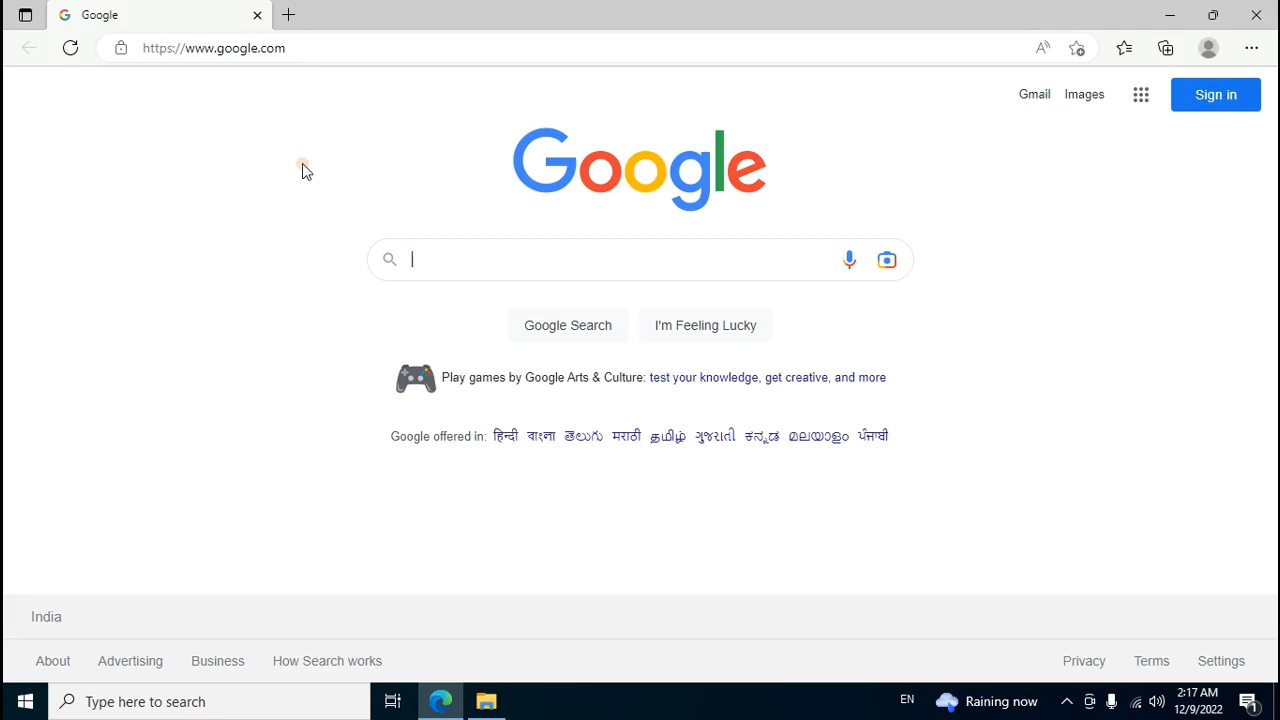 Google
https://www.google.com
Gmail Images Sign in
Google
Google Search I'm Feeling Lucky
Play games by Google Arts & Culture: test your knowledge, get creative, and more
Google offered in: हिन्दी বাংলা తెలుగు मराठी தமிழ் ગુજરાતી ಕನ್ನಡ മലയാളം ਪੰਜਾਬੀ
India
About Advertising Business How Search works Privacy Terms Settings
Type here to search EN Raining now 2:17 AM
12/9/2022 1